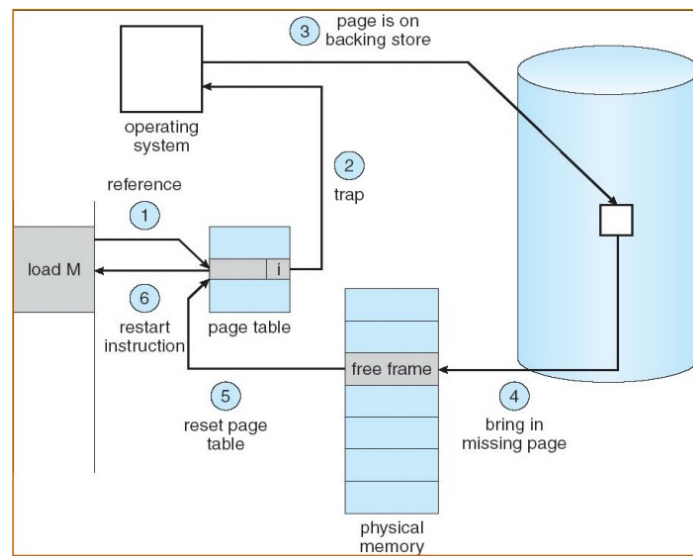 3
page is on
backing store
operating
system
2
trap
reference
1
load M
i
6
restart
instruction
page table
free frame
5
reset page
table
4
bring in
missing page
physical
memory